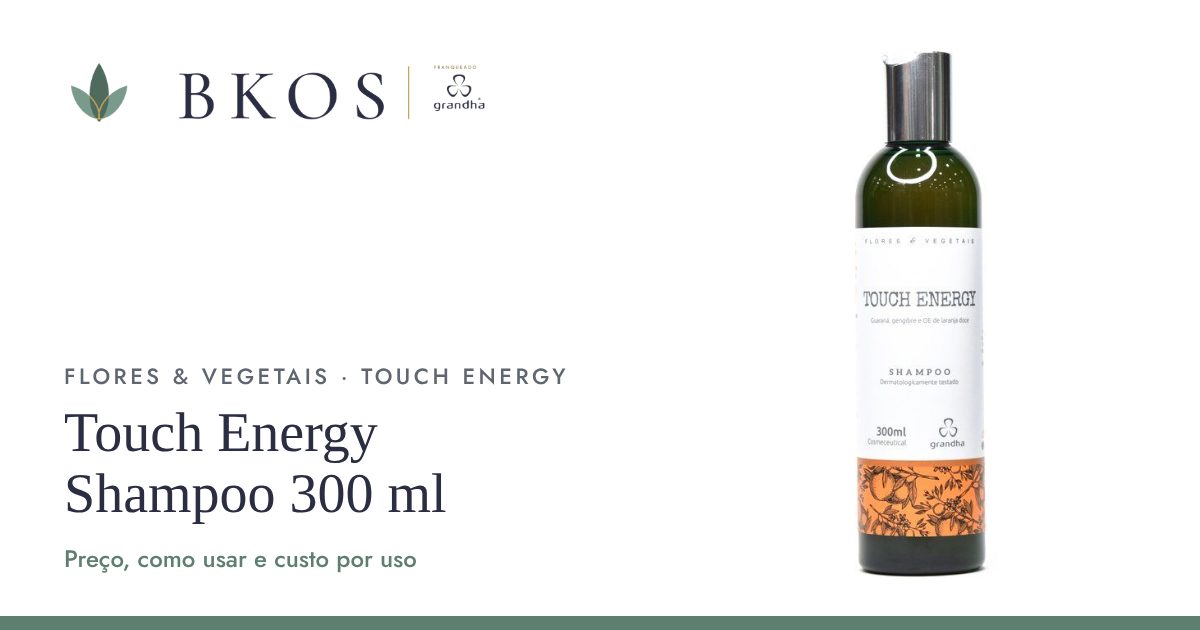 BKOS
FRANQUEADO
grandha
FLORES & VEGETAIS · TOUCH ENERGY
Touch Energy
Shampoo 300 ml
Preço, como usar e custo por uso
FLORES & VEGETAIS
TOUCH ENERGY
Guaraná, gengibre e OE de laranja doce
SHAMPOO
Dermatologicamente testado
300ml
Cosmecêutical
grandha